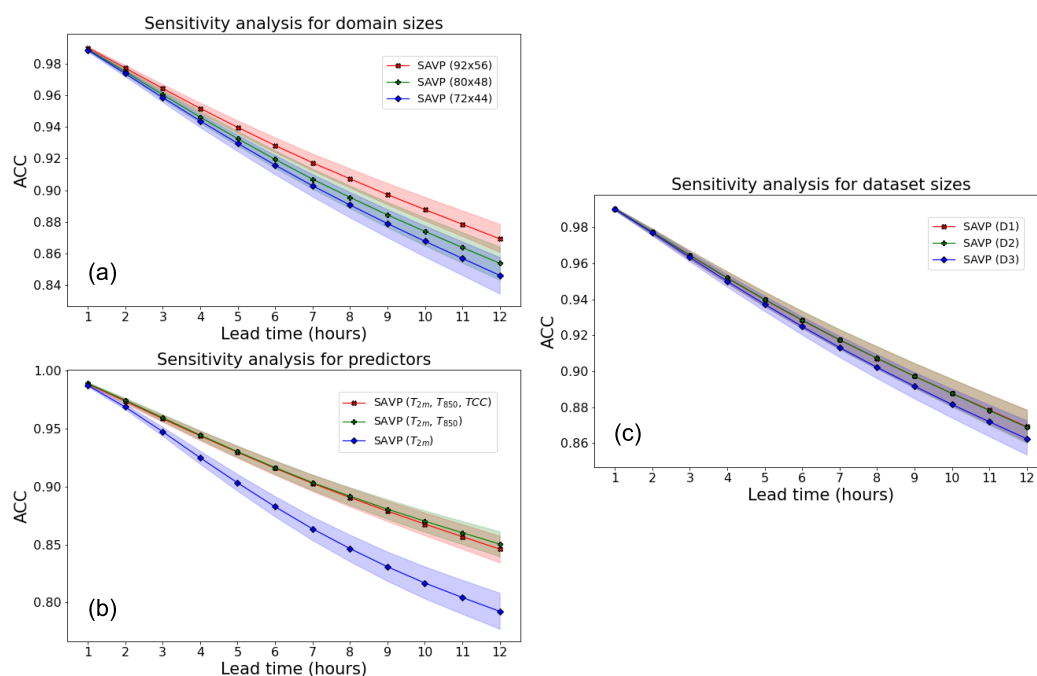 Sensitivity analysis for domain sizes
ACC
0.98
0.96
0.94
0.92
0.90
0.88
0.86
0.84
SAVP (92x56)
SAVP (80x48)
SAVP (72x44)
(a)
1 2 3 4 5 6 7 8 9 10 11 12
Lead time (hours)
Sensitivity analysis for predictors
ACC
1.00
0.95
0.90
0.85
0.80
SAVP (T2m, T850, TCC)
SAVP (T2m, T850)
SAVP (T2m)
(b)
1 2 3 4 5 6 7 8 9 10 11 12
Lead time (hours)
Sensitivity analysis for dataset sizes
ACC
0.98
0.96
0.94
0.92
0.90
0.88
0.86
SAVP (D1)
SAVP (D2)
SAVP (D3)
(c)
1 2 3 4 5 6 7 8 9 10 11 12
Lead time (hours)